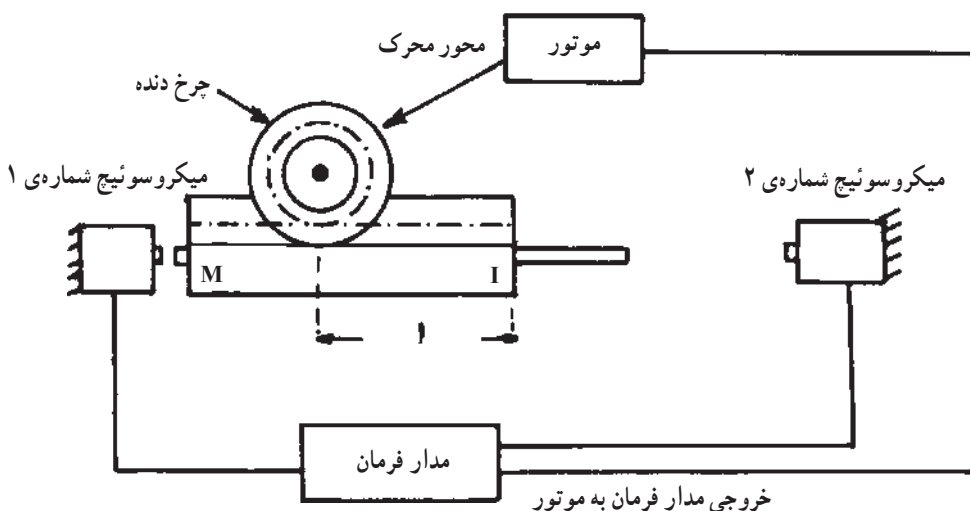 موتور
محور محرک
چرخ دنده
میکروسوئیچ شماره‌ی ۱
میکروسوئیچ شماره‌ی ۲
M
I
مدار فرمان
خروجی مدار فرمان به موتور